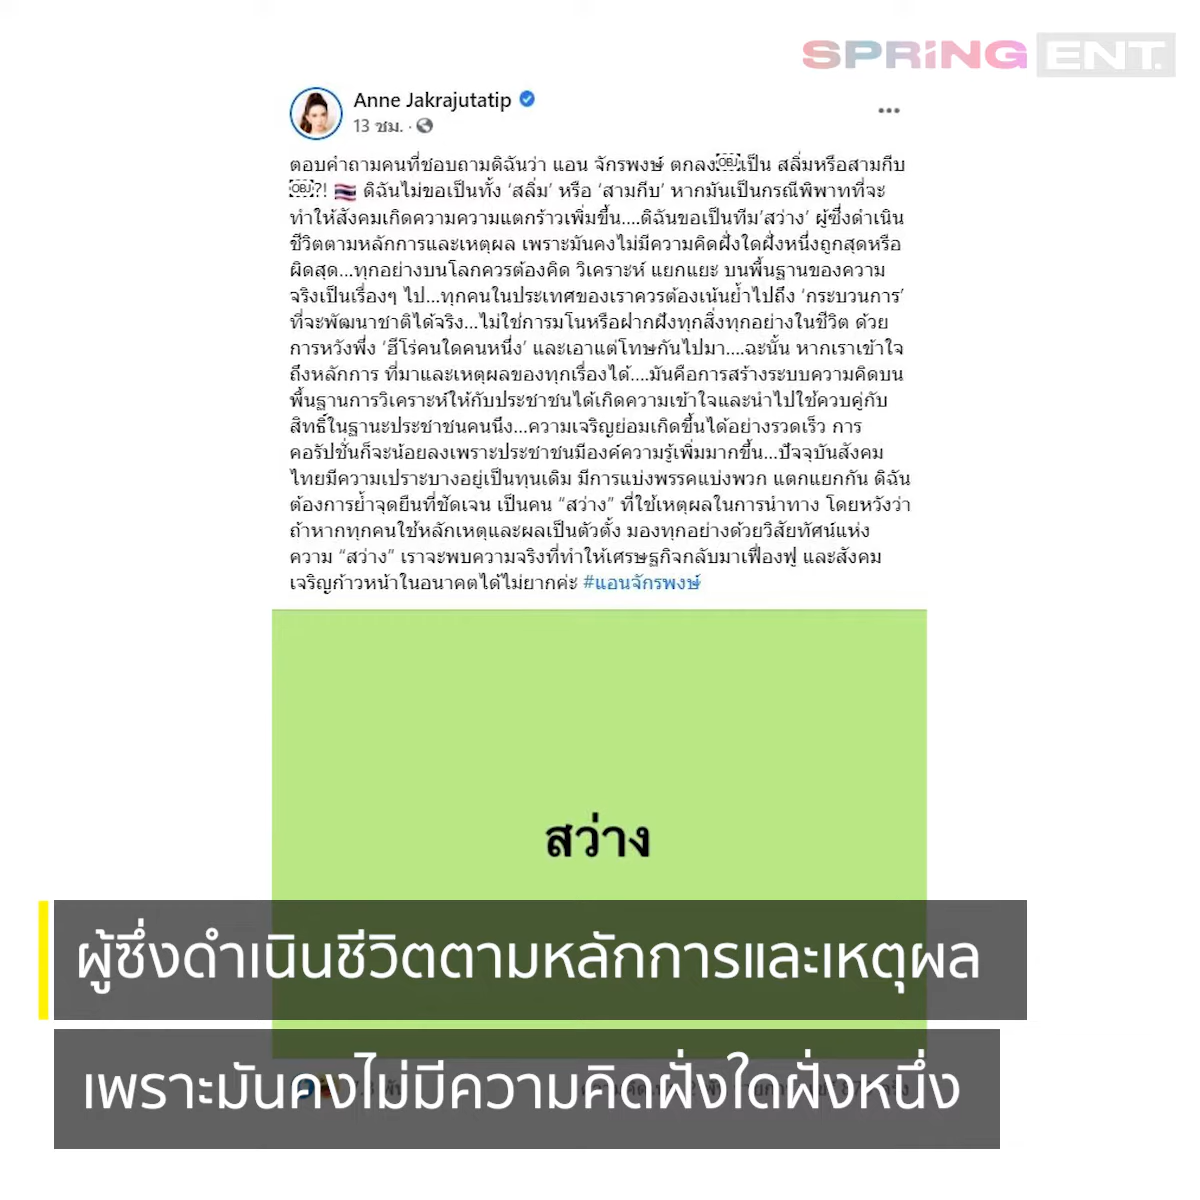 SPRiNG ENT.
Anne Jakrajutatip
13 ชม. ·
ตอบคำถามคนที่ชอบถามดิฉันว่า แอน จักรพงษ์ ตกลงOBJเป็น สลิ่มหรือสามกีบ
OBJ?! 🇹🇭 ดิฉันไม่ขอเป็นทั้ง ‘สลิ่ม’ หรือ ‘สามกีบ’ หากมันเป็นกรณีพิพาทที่จะ
ทำให้สังคมเกิดความความแตกร้าวเพิ่มขึ้น....ดิฉันขอเป็นทีม’สว่าง’ ผู้ซึ่งดำเนิน
ชีวิตตามหลักการและเหตุผล เพราะมันคงไม่มีความคิดฝั่งใดฝั่งหนึ่งถูกสุดหรือ
ผิดสุด...ทุกอย่างบนโลกควรต้องคิด วิเคราะห์ แยกแยะ บนพื้นฐานของความ
จริงเป็นเรื่องๆ ไป...ทุกคนในประเทศของเราควรต้องเน้นย้ำไปถึง ‘กระบวนการ’
ที่จะพัฒนาชาติได้จริง...ไม่ใช่การมโนหรือฝากฝังทุกสิ่งทุกอย่างในชีวิต ด้วย
การหวังพึ่ง ‘ฮีโร่คนใดคนหนึ่ง’ และเอาแต่โทษกันไปมา....ฉะนั้น หากเราเข้าใจ
ถึงหลักการ ที่มาและเหตุผลของทุกเรื่องได้....มันคือการสร้างระบบความคิดบน
พื้นฐานการวิเคราะห์ให้กับประชาชนได้เกิดความเข้าใจและนำไปใช้ควบคู่กับ
สิทธิ์ในฐานะประชาชนคนนึง...ความเจริญย่อมเกิดขึ้นได้อย่างรวดเร็ว การ
คอรัปชั่นก็จะน้อยลงเพราะประชาชนมีองค์ความรู้เพิ่มมากขึ้น...ปัจจุบันสังคม
ไทยมีความเปราะบางอยู่เป็นทุนเดิม มีการแบ่งพรรคแบ่งพวก แตกแยกกัน ดิฉัน
ต้องการย้ำจุดยืนที่ชัดเจน เป็นคน “สว่าง” ที่ใช้เหตุผลในการนำทาง โดยหวังว่า
ถ้าหากทุกคนใช้หลักเหตุและผลเป็นตัวตั้ง มองทุกอย่างด้วยวิสัยทัศน์แห่ง
ความ “สว่าง” เราจะพบความจริงที่ทำให้เศรษฐกิจกลับมาเฟื่องฟู และสังคม
เจริญก้าวหน้าในอนาคตได้ไม่ยากค่ะ #แอนจักรพงษ์
สว่าง
ผู้ซึ่งดำเนินชีวิตตามหลักการและเหตุผล
เพราะมันคงไม่มีความคิดฝั่งใดฝั่งหนึ่ง